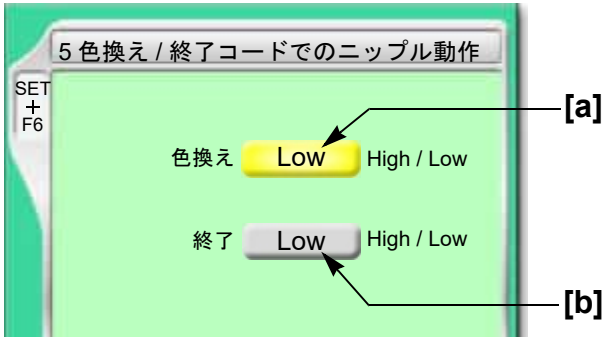 5 色換え / 終了コードでのニップル動作
SET
+
F6
[a]
色換え Low High / Low
終了 Low High / Low
[b]